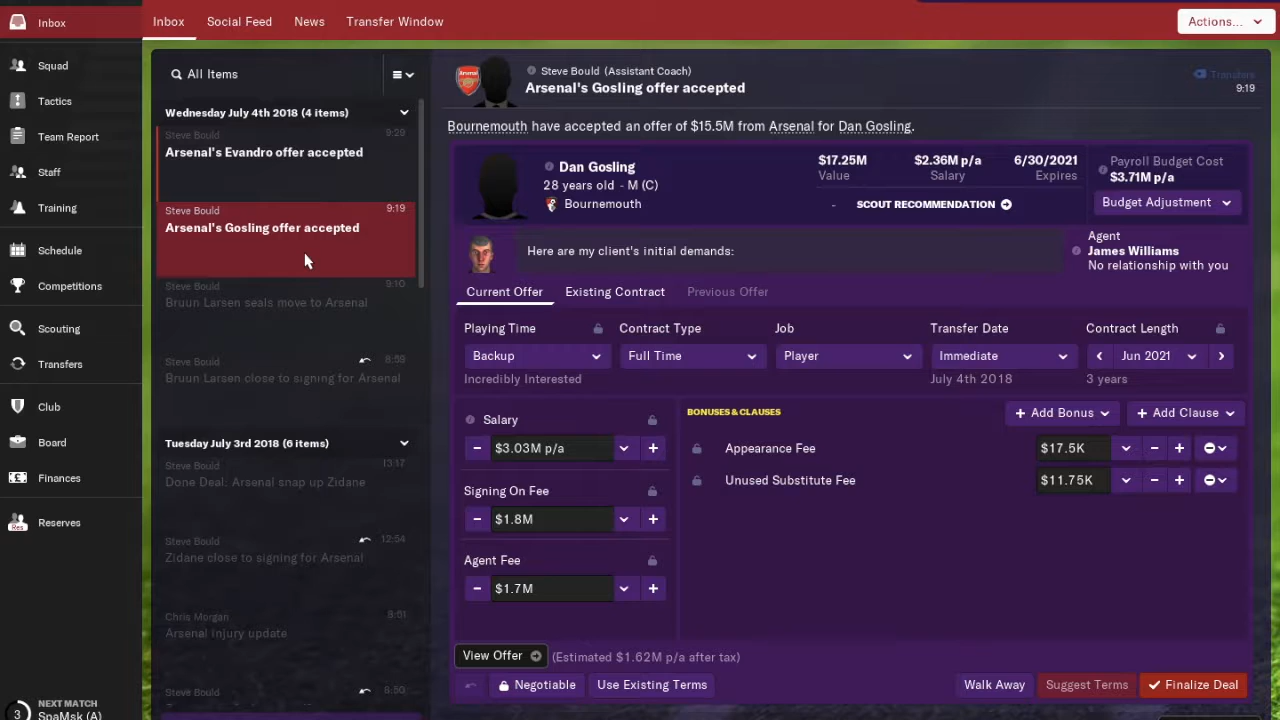 Inbox
Squad
Tactics
Team Report
Staff
Training
Schedule
Competitions
Scouting
Transfers
Club
Board
Finances
Res
Reserves
3
NEXT MATCH
SpaMsk (A)
Inbox Social Feed News Transfer Window
Actions...
All Items
Wednesday July 4th 2018 (4 items)
Steve Bould 9:29
Arsenal's Evandro offer accepted
Steve Bould 9:19
Arsenal's Gosling offer accepted
Steve Bould 9:10
Bruun Larsen seals move to Arsenal
Steve Bould 8:59
Bruun Larsen close to signing for Arsenal
Tuesday July 3rd 2018 (6 items)
Steve Bould 13:17
Done Deal: Arsenal snap up Zidane
Steve Bould 12:54
Zidane close to signing for Arsenal
Chris Morgan 8:51
Arsenal injury update
Steve Bould 8:50
Arsenal
Steve Bould (Assistant Coach)
Arsenal's Gosling offer accepted
Transfers
9:19
Bournemouth have accepted an offer of $15.5M from Arsenal for Dan Gosling.
Dan Gosling
28 years old - M (C)
Bournemouth
$17.25M $2.36M p/a 6/30/2021
Value Salary Expires
- SCOUT RECOMMENDATION
Payroll Budget Cost
$3.71M p/a
Budget Adjustment
Here are my client's initial demands:
Agent
James Williams
No relationship with you
Current Offer Existing Contract Previous Offer
Playing Time Contract Type Job Transfer Date Contract Length
Backup Full Time Player Immediate Jun 2021
Incredibly Interested July 4th 2018 3 years
Salary
- $3.03M p/a +
Signing On Fee
- $1.8M +
Agent Fee
- $1.7M +
BONUSES & CLAUSES
+ Add Bonus + Add Clause
Appearance Fee $17.5K - +
Unused Substitute Fee $11.75K - +
View Offer (Estimated $1.62M p/a after tax)
Negotiable Use Existing Terms Walk Away Suggest Terms Finalize Deal